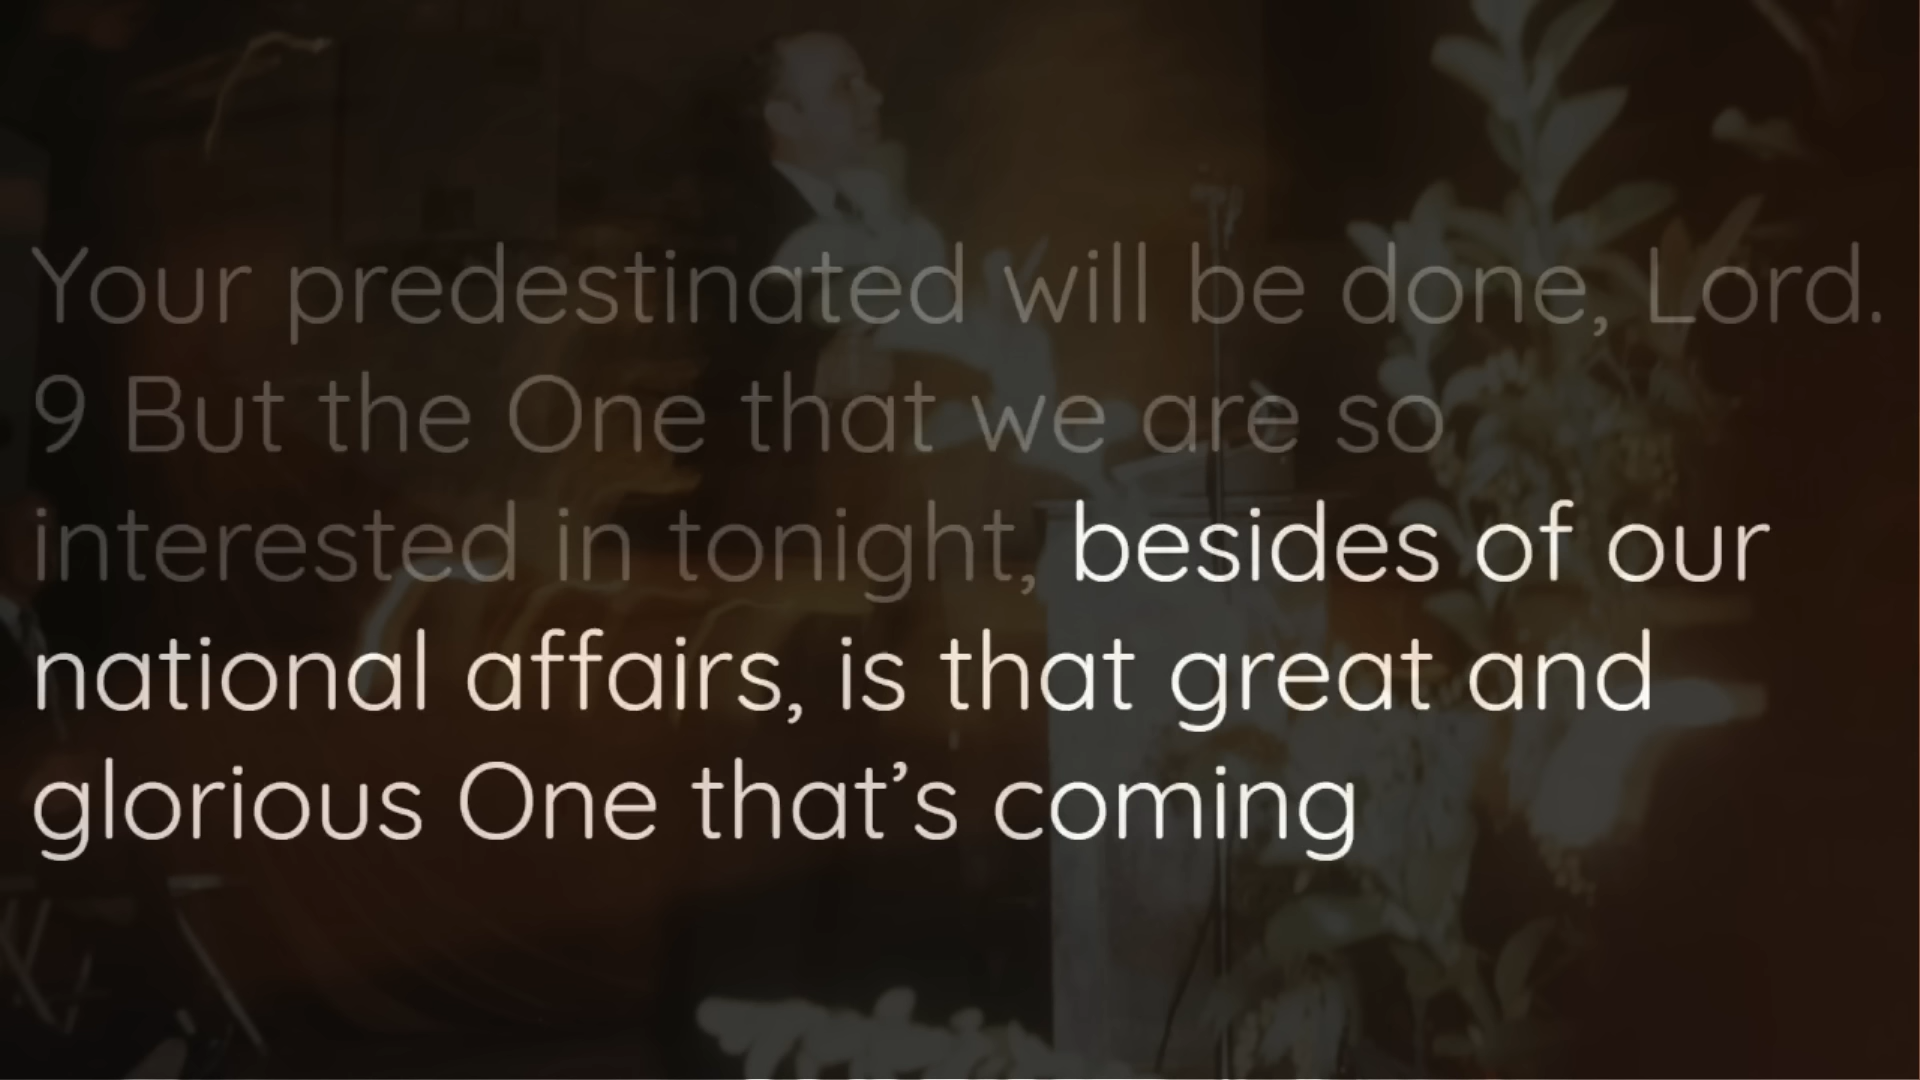 Your predestinated will be done, Lord.
9 But the One that we are so
interested in tonight, besides of our
national affairs, is that great and
glorious One that’s coming